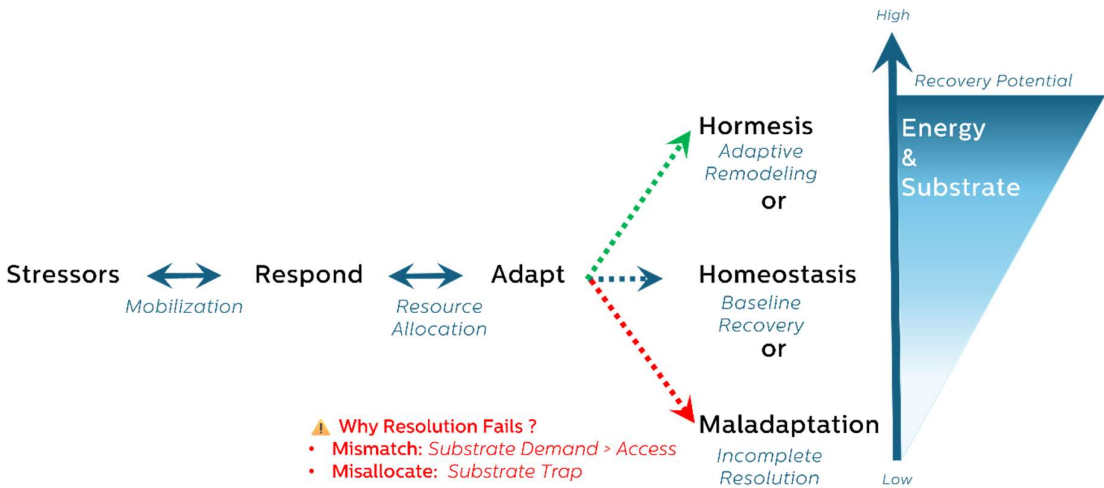 High
Recovery Potential
Energy
&
Substrate
Hormesis
Adaptive
Remodeling
or
Stressors
Mobilization
Respond
Resource
Allocation
Adapt
Homeostasis
Baseline
Recovery
or
Maladaptation
Incomplete
Resolution
Low
⚠ Why Resolution Fails ?
• Mismatch: Substrate Demand > Access
• Misallocate: Substrate Trap